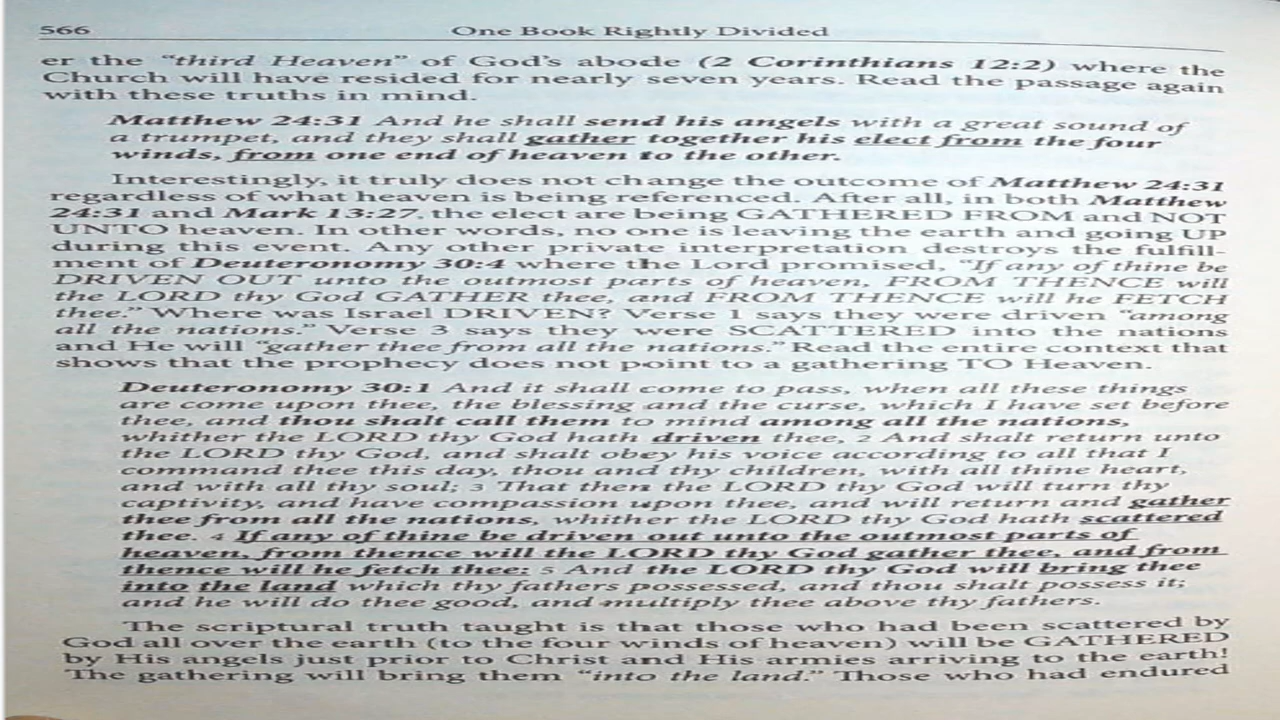 566 One Book Rightly Divided
er the “third Heaven” of God’s abode (2 Corinthians 12:2) where the
Church will have resided for nearly seven years. Read the passage again
with these truths in mind.
Matthew 24:31 And he shall send his angels with a great sound of
a trumpet, and they shall gather together his elect from the four
winds, from one end of heaven to the other.
Interestingly, it truly does not change the outcome of Matthew 24:31
regardless of what heaven is being referenced. After all, in both Matthew
24:31 and Mark 13:27, the elect are being GATHERED FROM and NOT
UNTO heaven. In other words, no one is leaving the earth and going UP
during this event. Any other private interpretation destroys the fulfill-
ment of Deuteronomy 30:4 where the Lord promised, “If any of thine be
DRIVEN OUT unto the outmost parts of heaven, FROM THENCE will
the LORD thy God GATHER thee, and FROM THENCE will he FETCH
thee.” Where was Israel DRIVEN? Verse 1 says they were driven “among
all the nations.” Verse 3 says they were SCATTERED into the nations
and He will “gather thee from all the nations.” Read the entire context that
shows that the prophecy does not point to a gathering TO Heaven.
Deuteronomy 30:1 And it shall come to pass, when all these things
are come upon thee, the blessing and the curse, which I have set before
thee, and thou shalt call them to mind among all the nations,
whither the LORD thy God hath driven thee, 2 And shalt return unto
the LORD thy God, and shalt obey his voice according to all that I
command thee this day, thou and thy children, with all thine heart,
and with all thy soul; 3 That then the LORD thy God will turn thy
captivity, and have compassion upon thee, and will return and gather
thee from all the nations, whither the LORD thy God hath scattered
thee. 4 If any of thine be driven out unto the outmost parts of
heaven, from thence will the LORD thy God gather thee, and from
thence will he fetch thee: 5 And the LORD thy God will bring thee
into the land which thy fathers possessed, and thou shalt possess it;
and he will do thee good, and multiply thee above thy fathers.
The scriptural truth taught is that those who had been scattered by
God all over the earth (to the four winds of heaven) will be GATHERED
by His angels just prior to Christ and His armies arriving to the earth!
The gathering will bring them “into the land.” Those who had endured